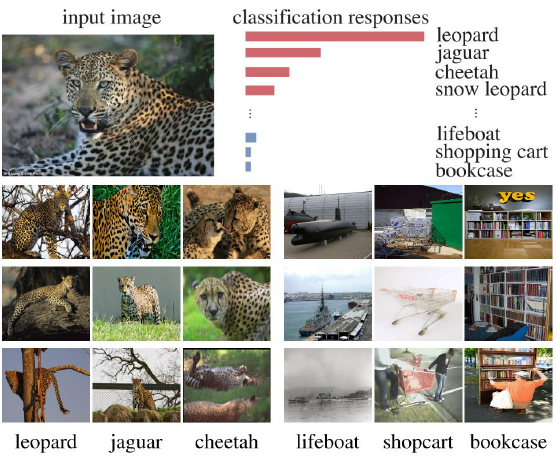 input image
classification responses
leopard
jaguar
cheetah
snow leopard
⋮ ⋮
lifeboat
shopping cart
bookcase
yes
leopard jaguar cheetah lifeboat shopcart bookcase